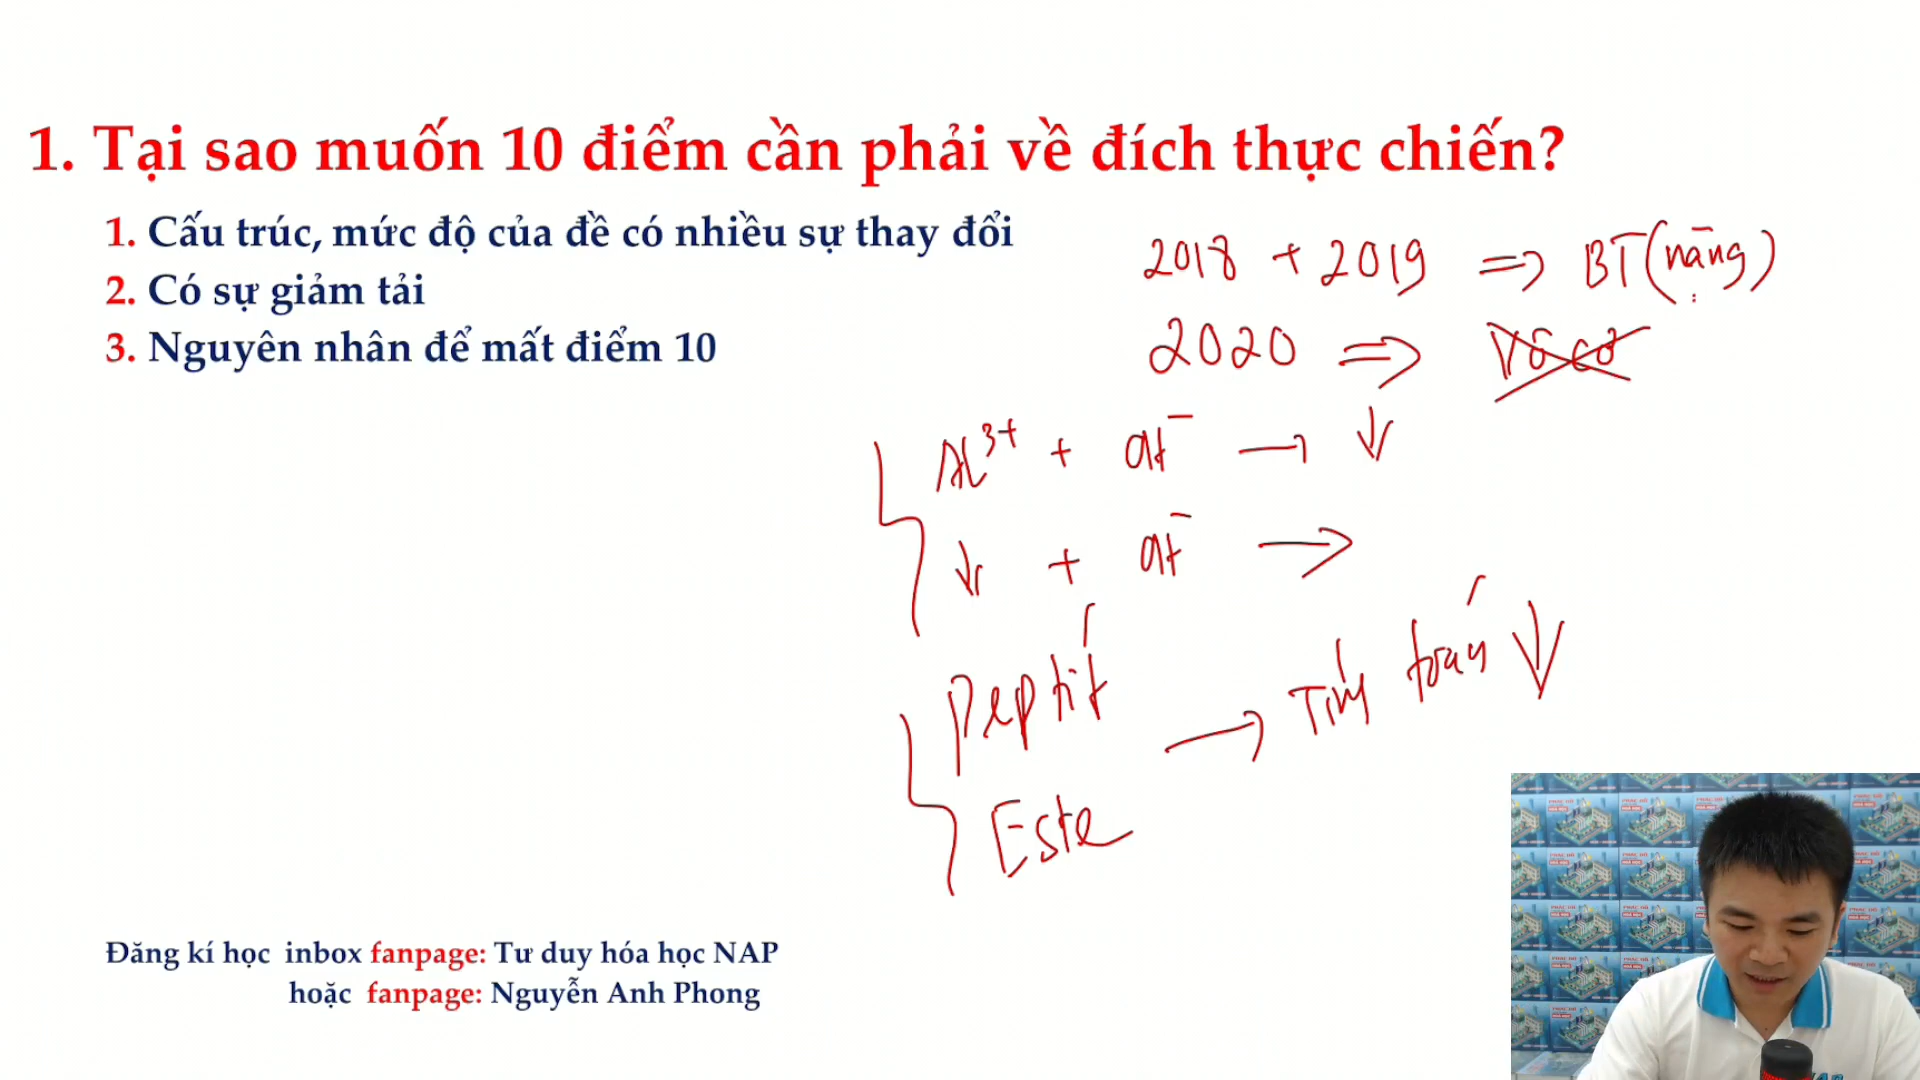 1. Tại sao muốn 10 điểm cần phải về đích thực chiến?
1. Cấu trúc, mức độ của đề có nhiều sự thay đổi
2. Có sự giảm tải
3. Nguyên nhân để mất điểm 10
2018 + 2019 => BT (nặng)
2020 => Vô cơ
Al³⁺ + OH⁻ → ↓
↓ + OH⁻ →
Peptit
Este
→ Tính toán ↓
Đăng kí học inbox fanpage: Tư duy hóa học NAP
hoặc fanpage: Nguyễn Anh Phong